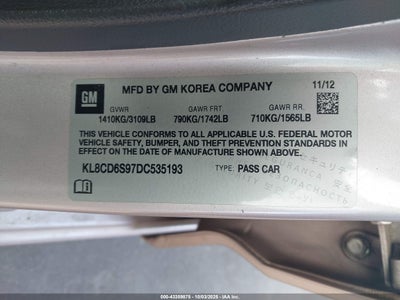 GM
MFD BY GM KOREA COMPANY
11/12
GVWR
GAWR FRT.
GAWR RR.
1410KG/3109LB
790KG/1742LB
710KG/1565LB
THIS VEHICLE CONFORMS TO ALL APPLICABLE U.S. FEDERAL MOTOR
VEHICLE SAFETY, BUMPER, AND THEFT PREVENTION STANDARDS
IN EFFECT ON THE DATE OF MANUFACTURE SHOWN ABOVE.
KL8CD6S97DC535193
TYPE: PASS CAR
000-43359875 - 10/03/2025 - IAAI.COM